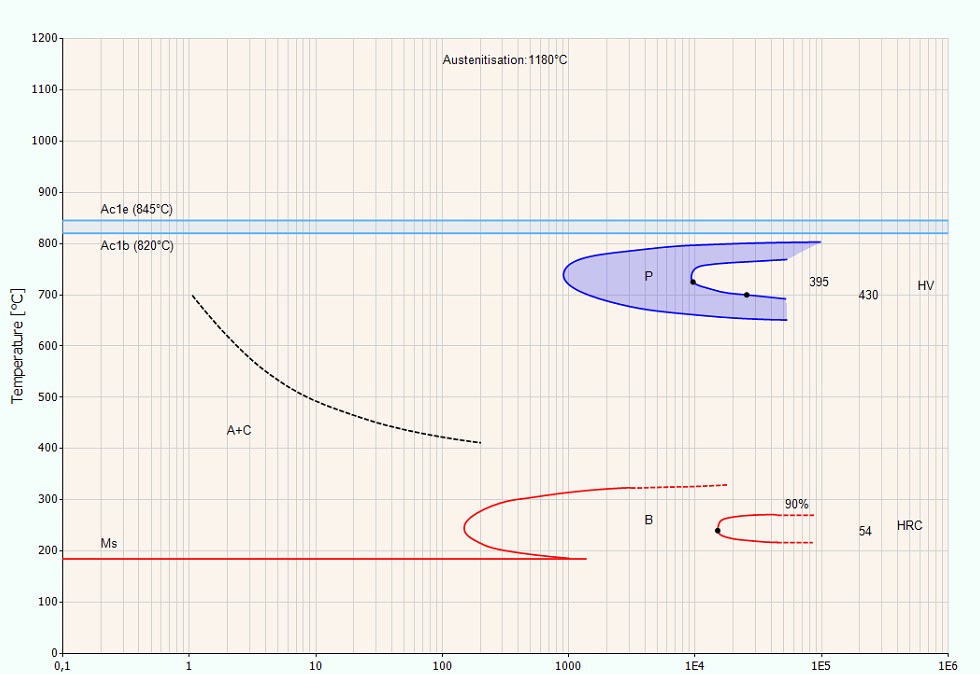 1200
Austenitisation:1180°C
1100
1000
900
Ac1e (845°C)
800
Ac1b (820°C)
P
395
HV
430
700
600
Temperature [°C]
500
A+C
400
300
90%
B
HRC
54
Ms
200
100
0
0,1
1
10
100
1000
1E4
1E5
1E6